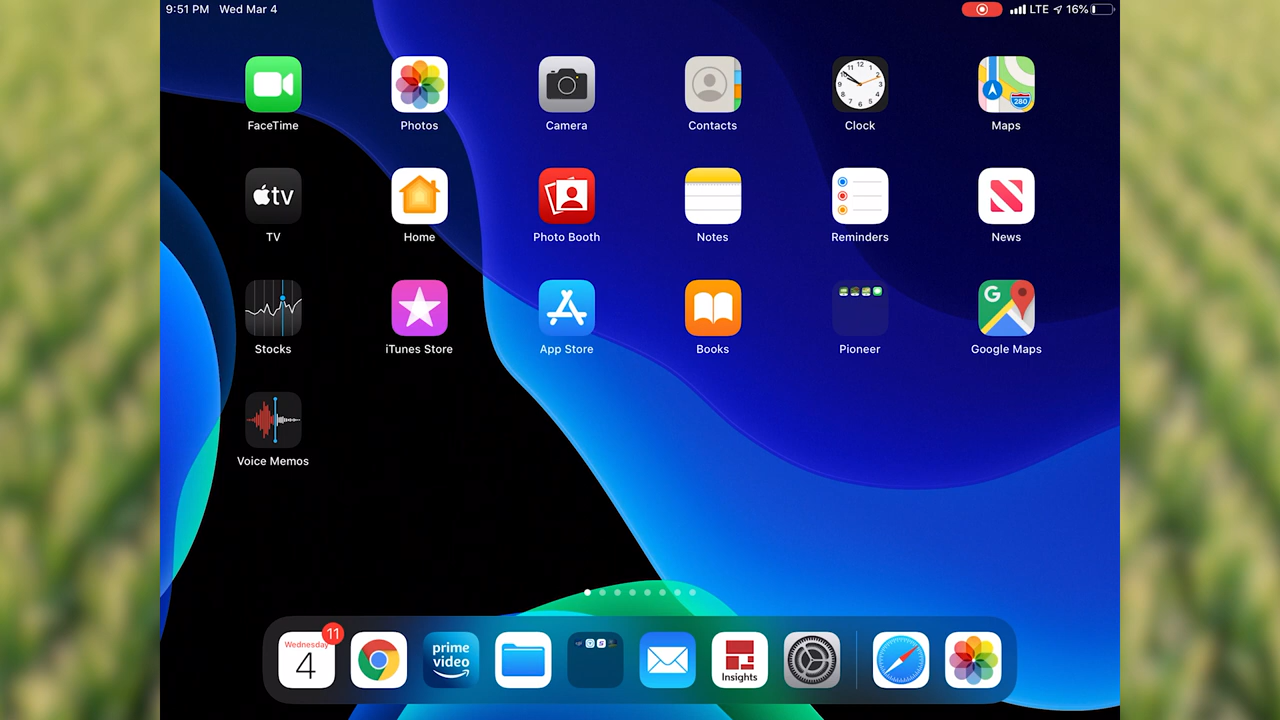 9:51 PM Wed Mar 4
LTE 16%
FaceTime
Photos
Camera
Contacts
Clock
Maps
280
tv
TV
Home
Photo Booth
Notes
Reminders
News
Stocks
iTunes Store
App Store
Books
Pioneer
G
Google Maps
Voice Memos
Wednesday
4
11
prime
video
Insights